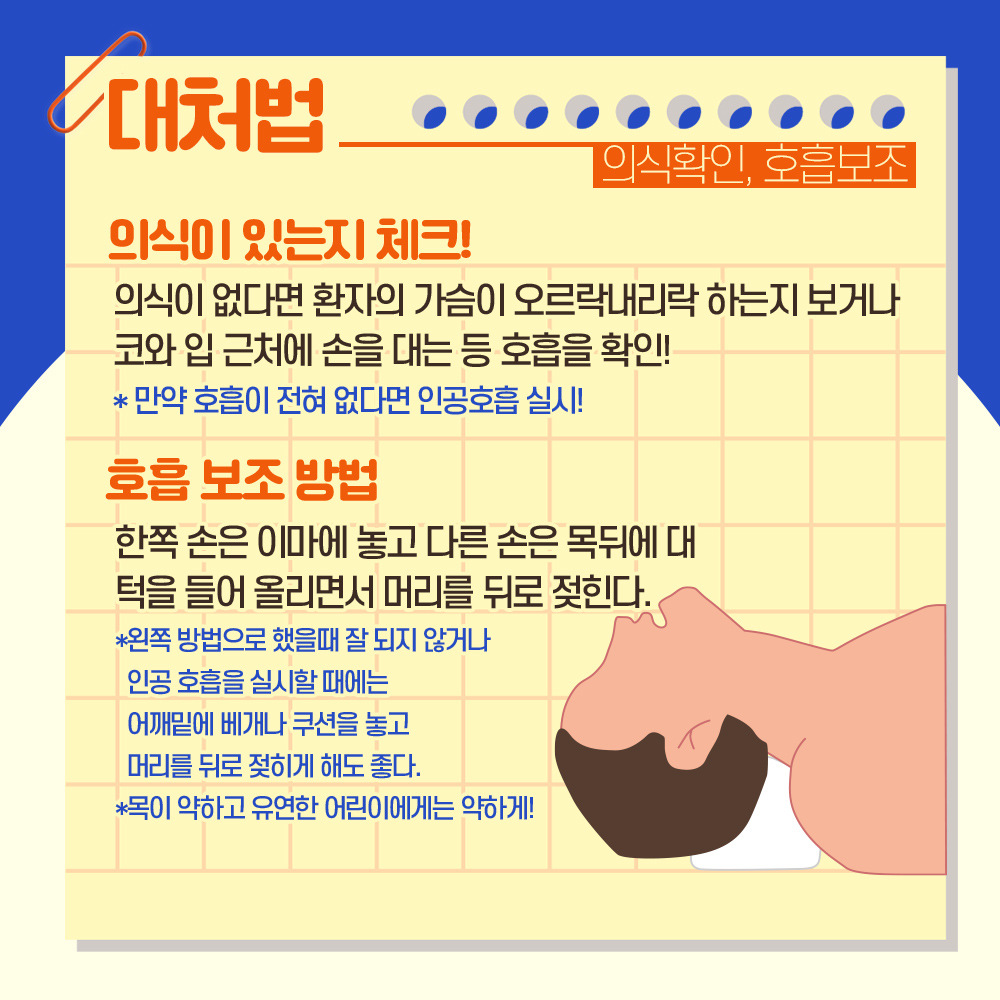 대처법
의식확인, 호흡보조
의식이 있는지 체크!
의식이 없다면 환자의 가슴이 오르락내리락 하는지 보거나
코와 입 근처에 손을 대는 등 호흡을 확인!
* 만약 호흡이 전혀 없다면 인공호흡 실시!
호흡 보조 방법
한쪽 손은 이마에 놓고 다른 손은 목뒤에 대
턱을 들어 올리면서 머리를 뒤로 젖힌다.
*왼쪽 방법으로 했을때 잘 되지 않거나
인공 호흡을 실시할 때에는
어깨밑에 베개나 쿠션을 놓고
머리를 뒤로 젖히게 해도 좋다.
*목이 약하고 유연한 어린이에게는 약하게!